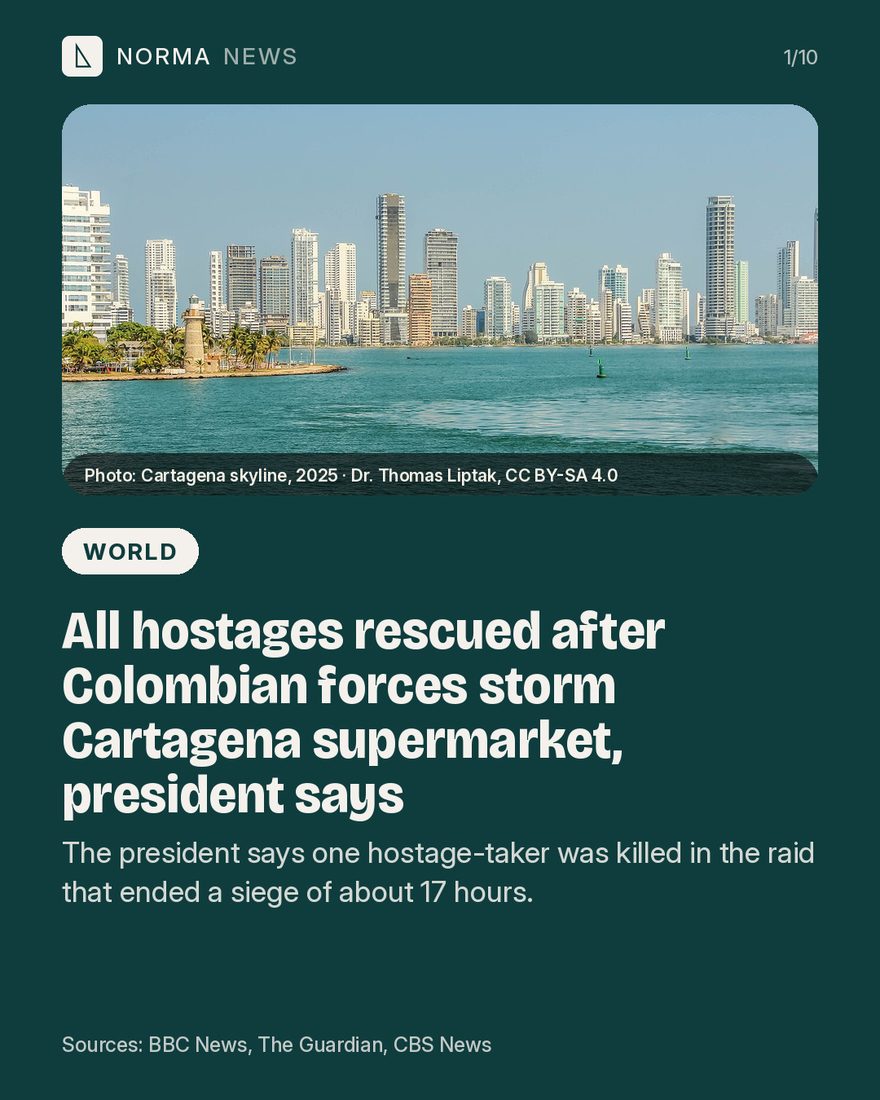 NORMA NEWS
1/10
Photo: Cartagena skyline, 2025 · Dr. Thomas Liptak, CC BY-SA 4.0
WORLD
All hostages rescued after
Colombian forces storm
Cartagena supermarket,
president says
The president says one hostage-taker was killed in the raid
that ended a siege of about 17 hours.
Sources: BBC News, The Guardian, CBS News